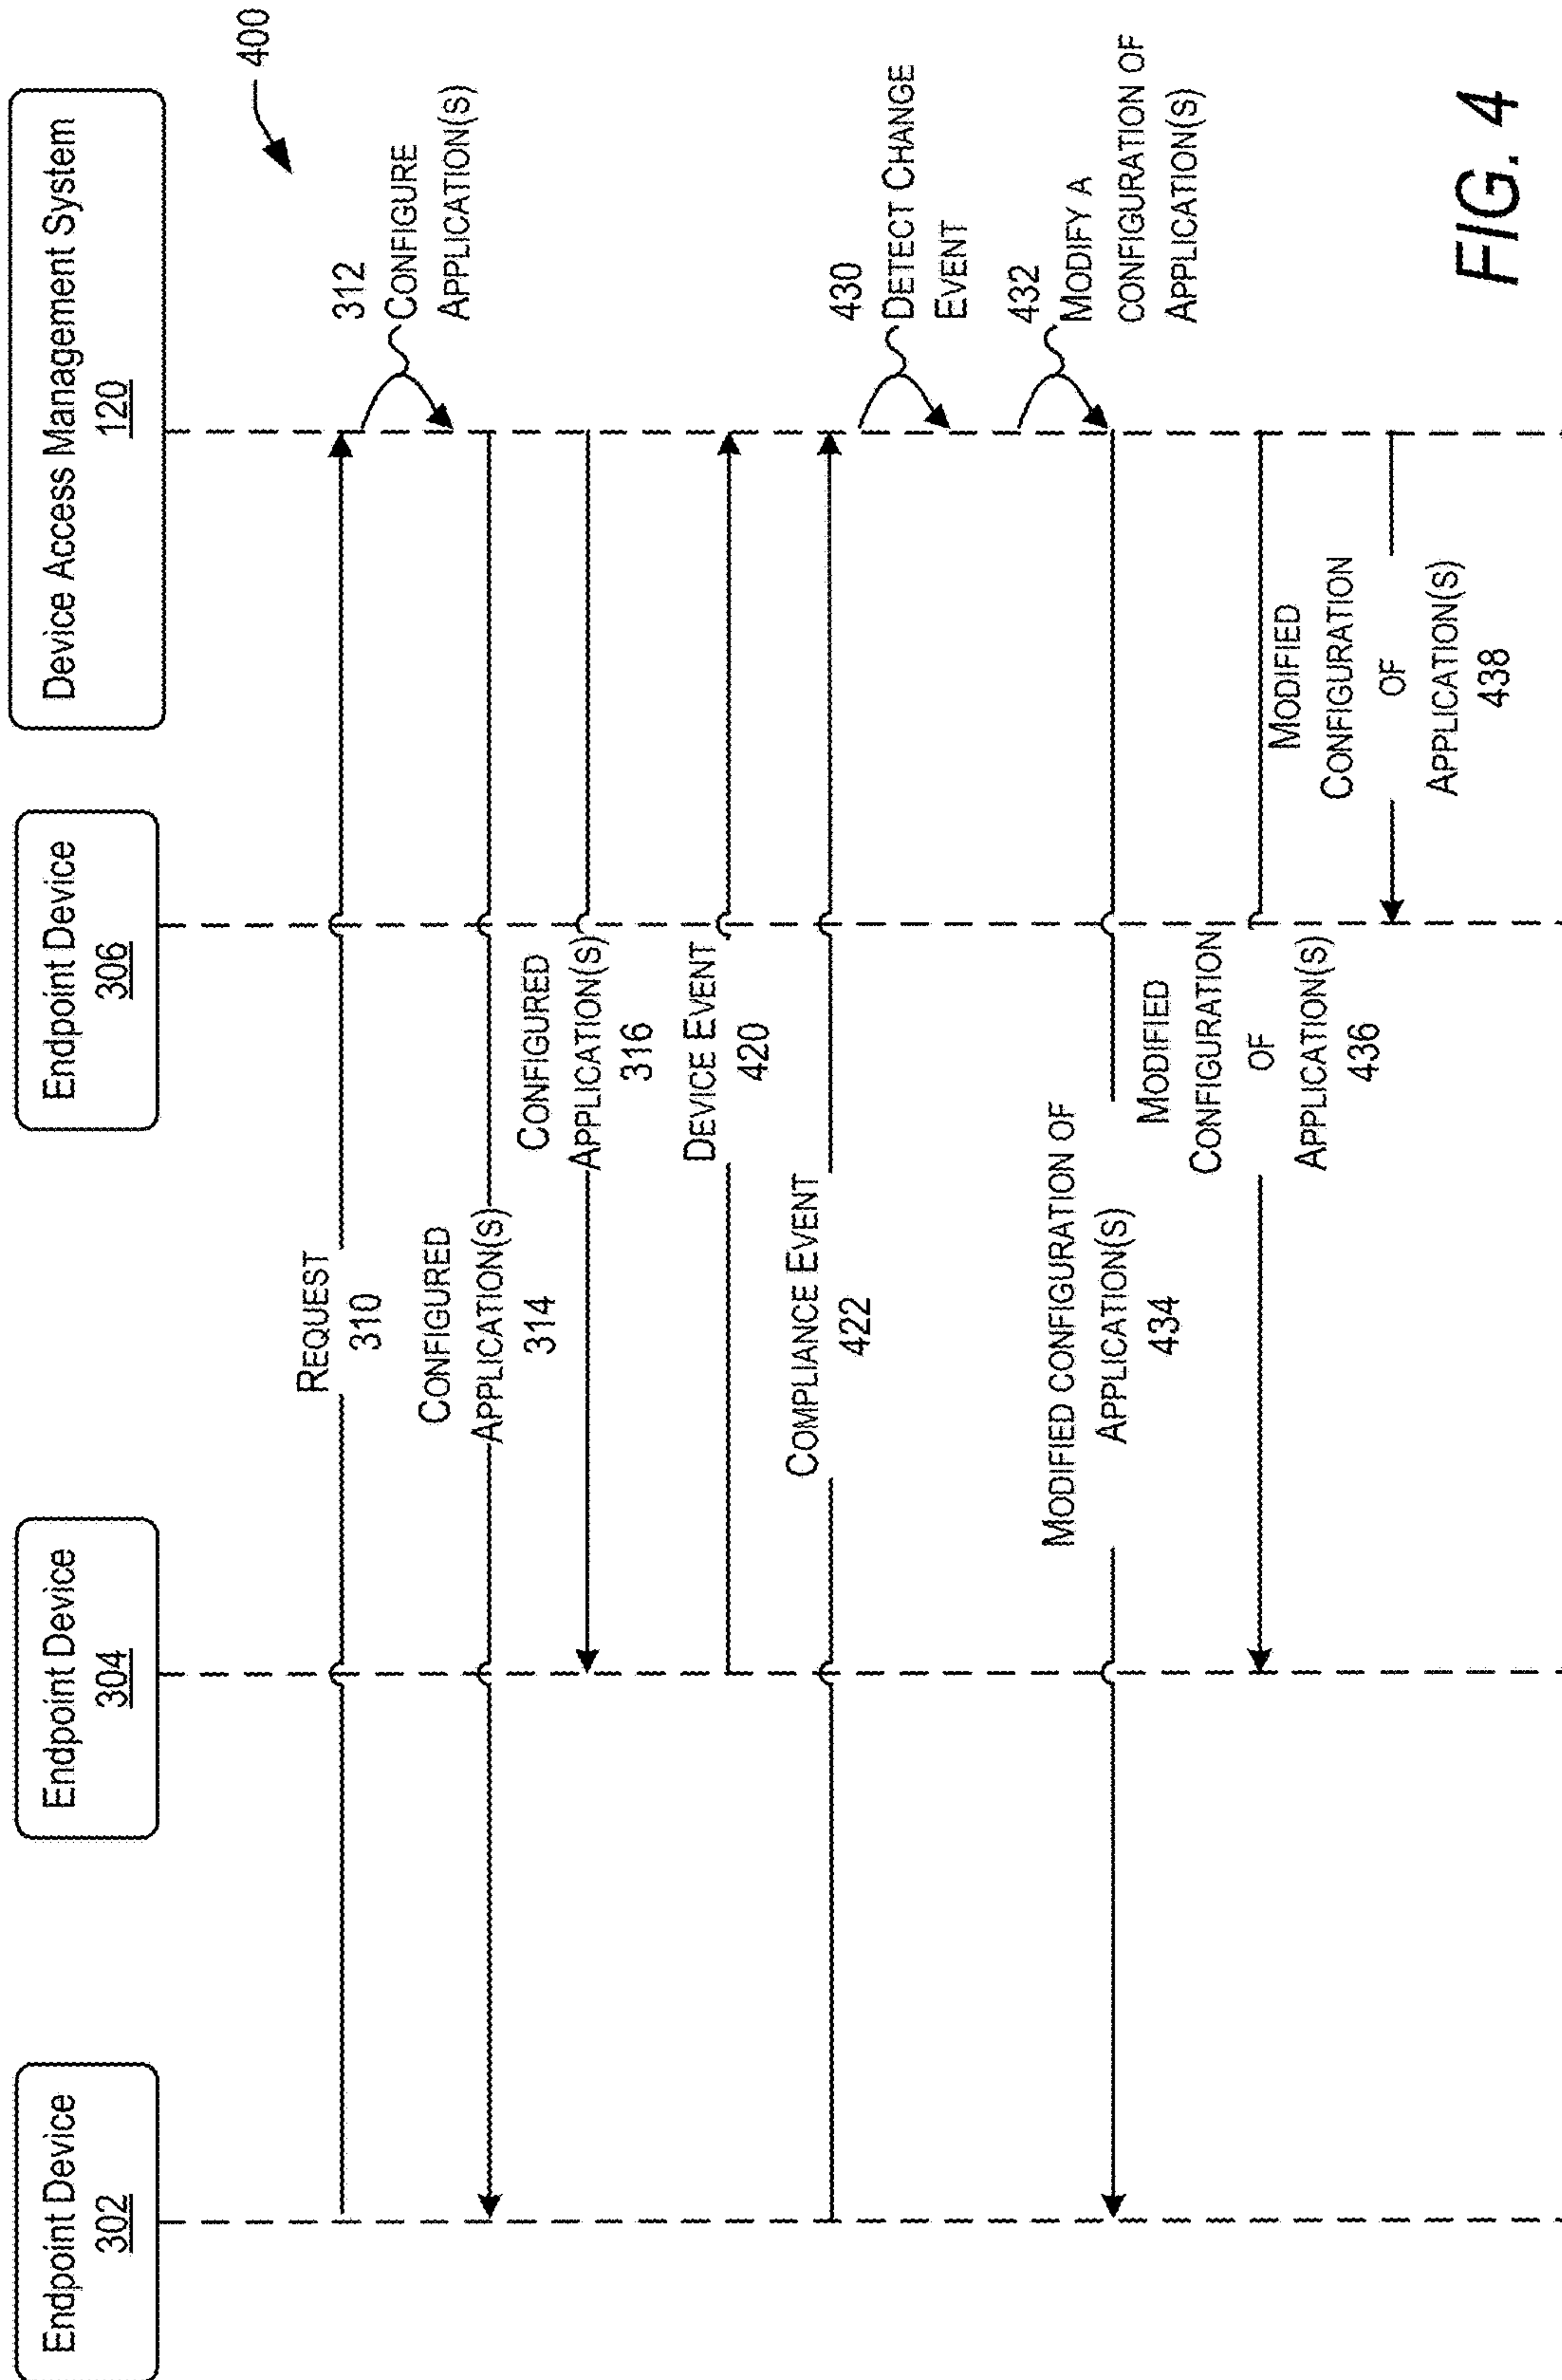 Endpoint Device
302
Endpoint Device
304
Endpoint Device
306
Device Access Management System
120
400
REQUEST
310
312
CONFIGURE
APPLICATION(S)
CONFIGURED
APPLICATION(S)
314
CONFIGURED
APPLICATION(S)
316
DEVICE EVENT
420
COMPLIANCE EVENT
422
430
DETECT CHANGE
EVENT
432
MODIFY A
CONFIGURATION OF
APPLICATION(S)
MODIFIED CONFIGURATION OF
APPLICATION(S)
434
MODIFIED
CONFIGURATION
OF
APPLICATION(S)
436
MODIFIED
CONFIGURATION
OF
APPLICATION(S)
438
FIG. 4